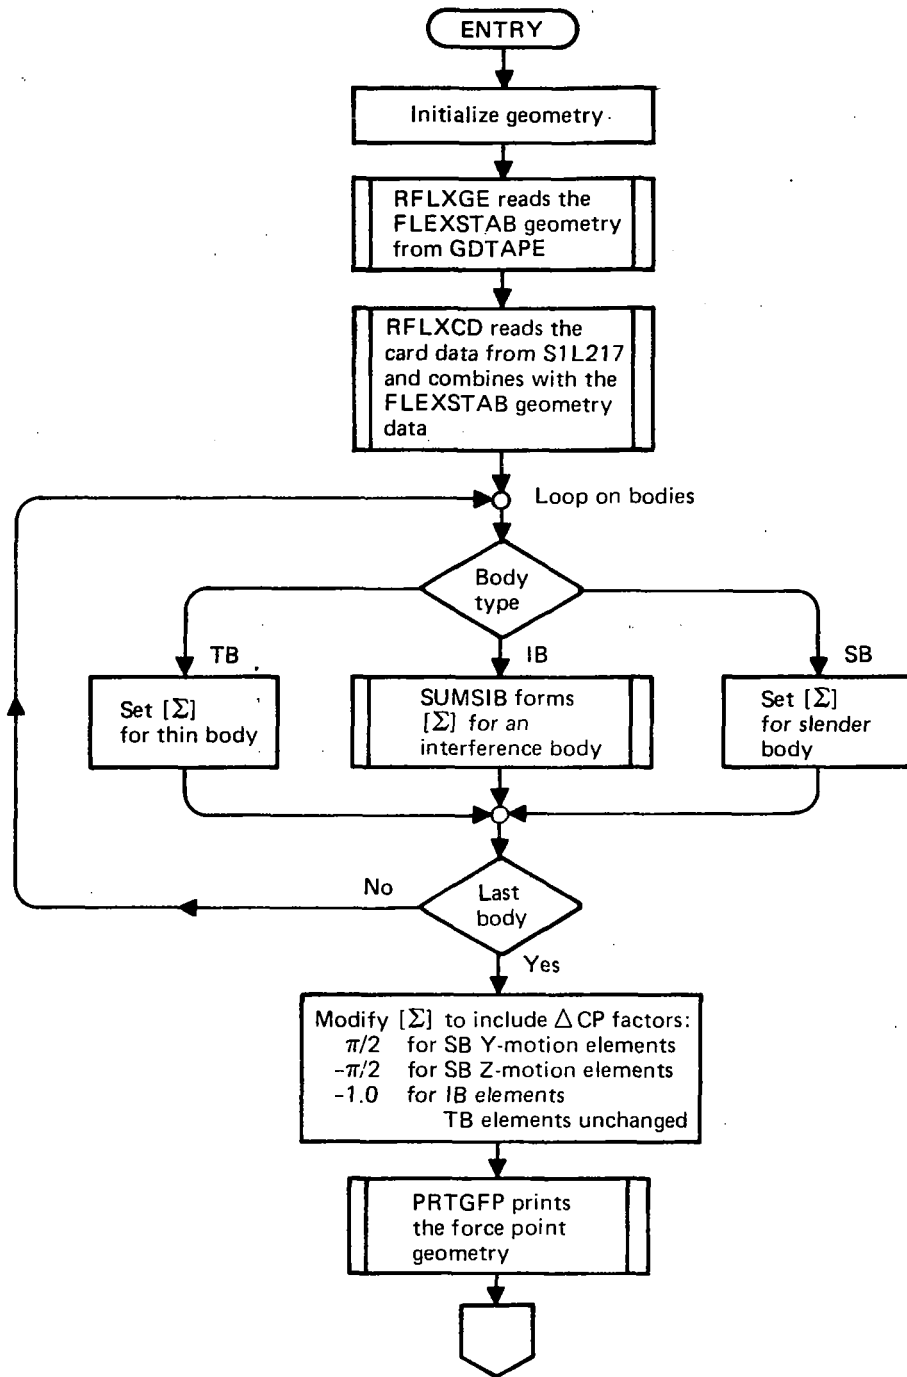 ENTRY
Initialize geometry
RFLXGE reads the
FLEXSTAB geometry
from GDTAPE
RFLXCD reads the
card data from S1L217
and combines with the
FLEXSTAB geometry
data
Loop on bodies
Body
type
TB
IB
SB
Set [Σ]
for thin body
SUMSIB forms
[Σ] for an
interference body
Set [Σ]
for slender
body
No
Last
body
Yes
Modify [Σ] to include ΔCP factors:
π/2 for SB Y-motion elements
-π/2 for SB Z-motion elements
-1.0 for IB elements
TB elements unchanged
PRTGFP prints
the force point
geometry